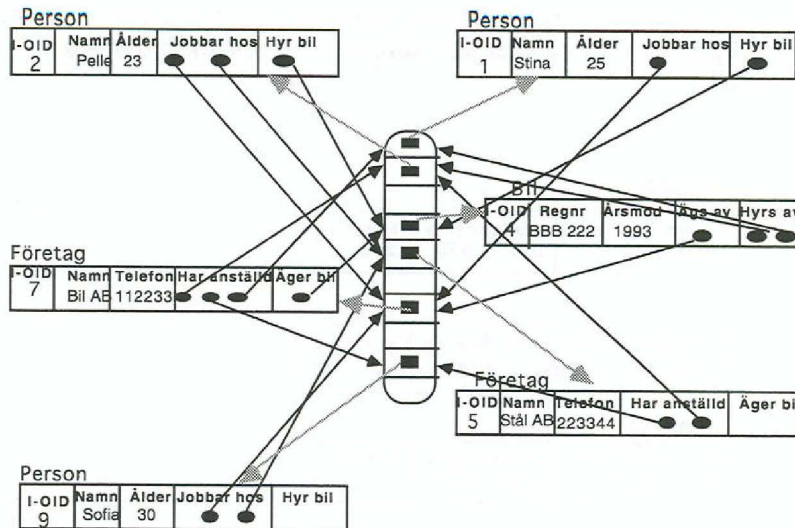 Person
I-OID Namn Ålder Jobbar hos Hyr bil
2 Pelle 23
Person
I-OID Namn Ålder Jobbar hos Hyr bil
1 Stina 25
Bil
I-OID Regnr Årsmod Ägs av Hyrs av
4 BBB 222 1993
Företag
I-OID Namn Telefon Har anställd Äger bil
7 Bil AB 112233
Företag
I-OID Namn Telefon Har anställd Äger bil
5 Stål AB 223344
Person
I-OID Namn Ålder Jobbar hos Hyr bil
9 Sofia 30